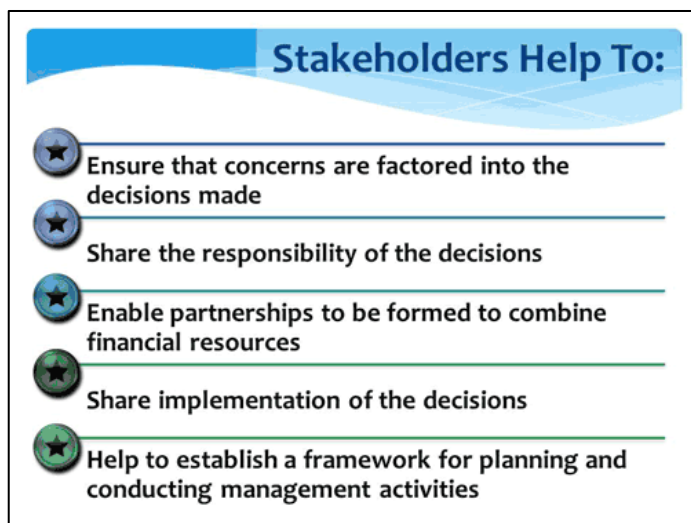 Stakeholders Help To:
Ensure that concerns are factored into the
decisions made
Share the responsibility of the decisions
Enable partnerships to be formed to combine
financial resources
Share implementation of the decisions
Help to establish a framework for planning and
conducting management activities